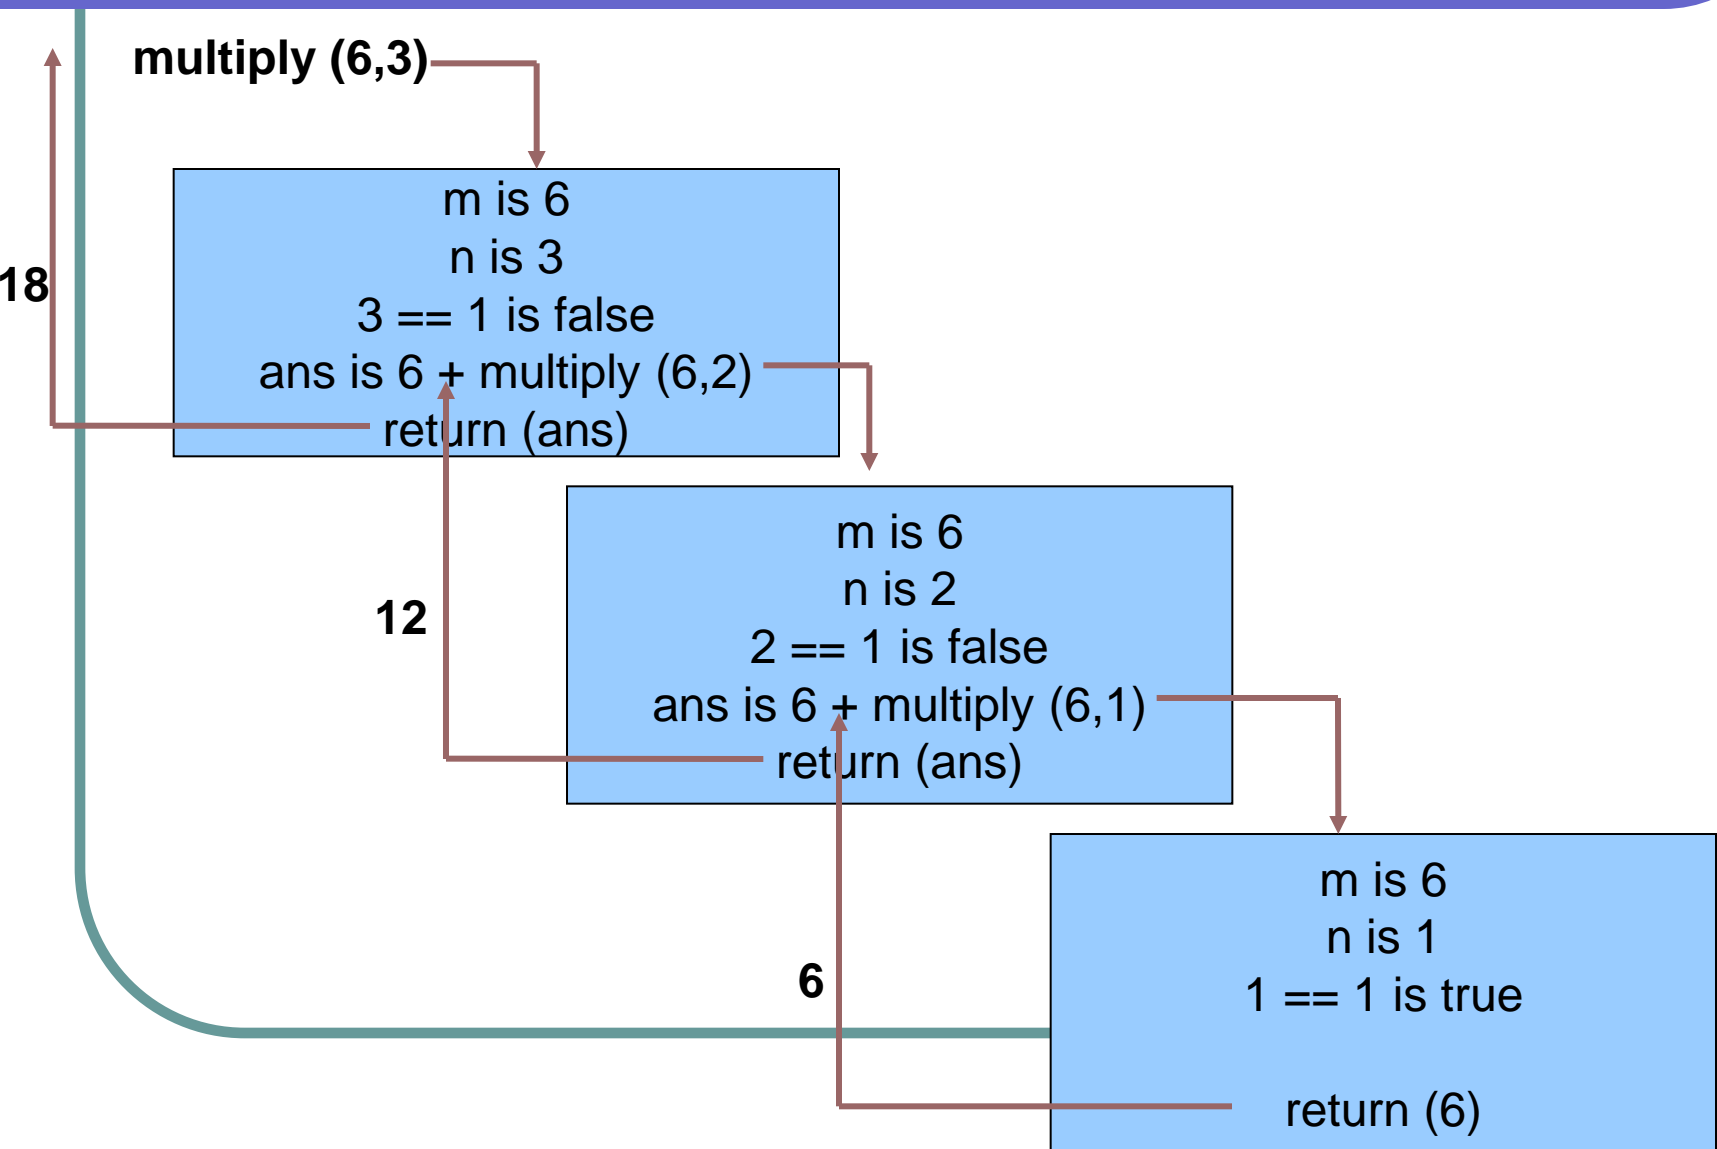 multiply (6,3)
m is 6
n is 3
3 == 1 is false
ans is 6 + multiply (6,2)
return (ans)
18
m is 6
n is 2
2 == 1 is false
ans is 6 + multiply (6,1)
return (ans)
12
m is 6
n is 1
1 == 1 is true
return (6)
6